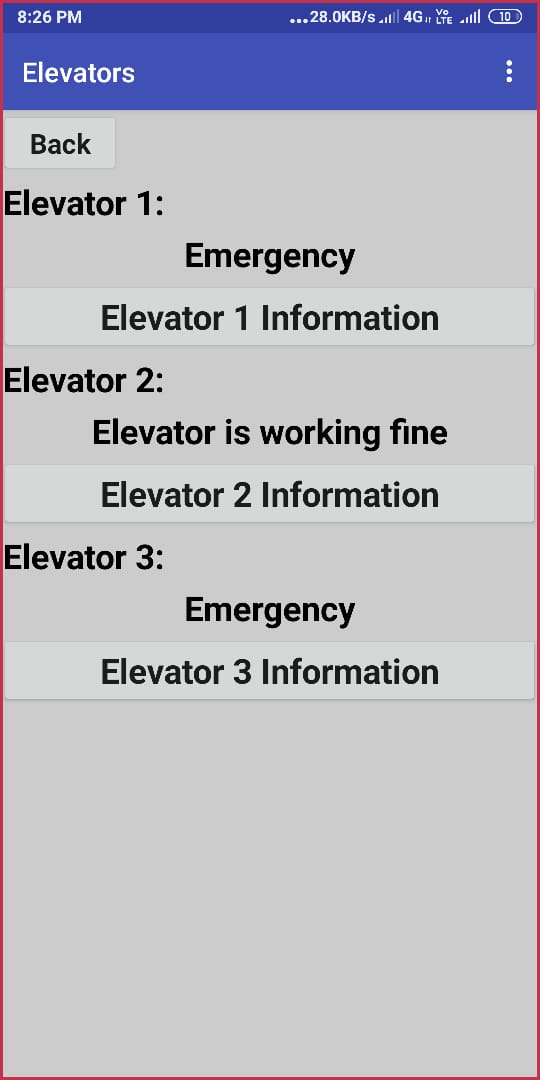 8:26 PM ...28.0KB/s 4G Vo LTE 10
Elevators
Back
Elevator 1:
Emergency
Elevator 1 Information
Elevator 2:
Elevator is working fine
Elevator 2 Information
Elevator 3:
Emergency
Elevator 3 Information